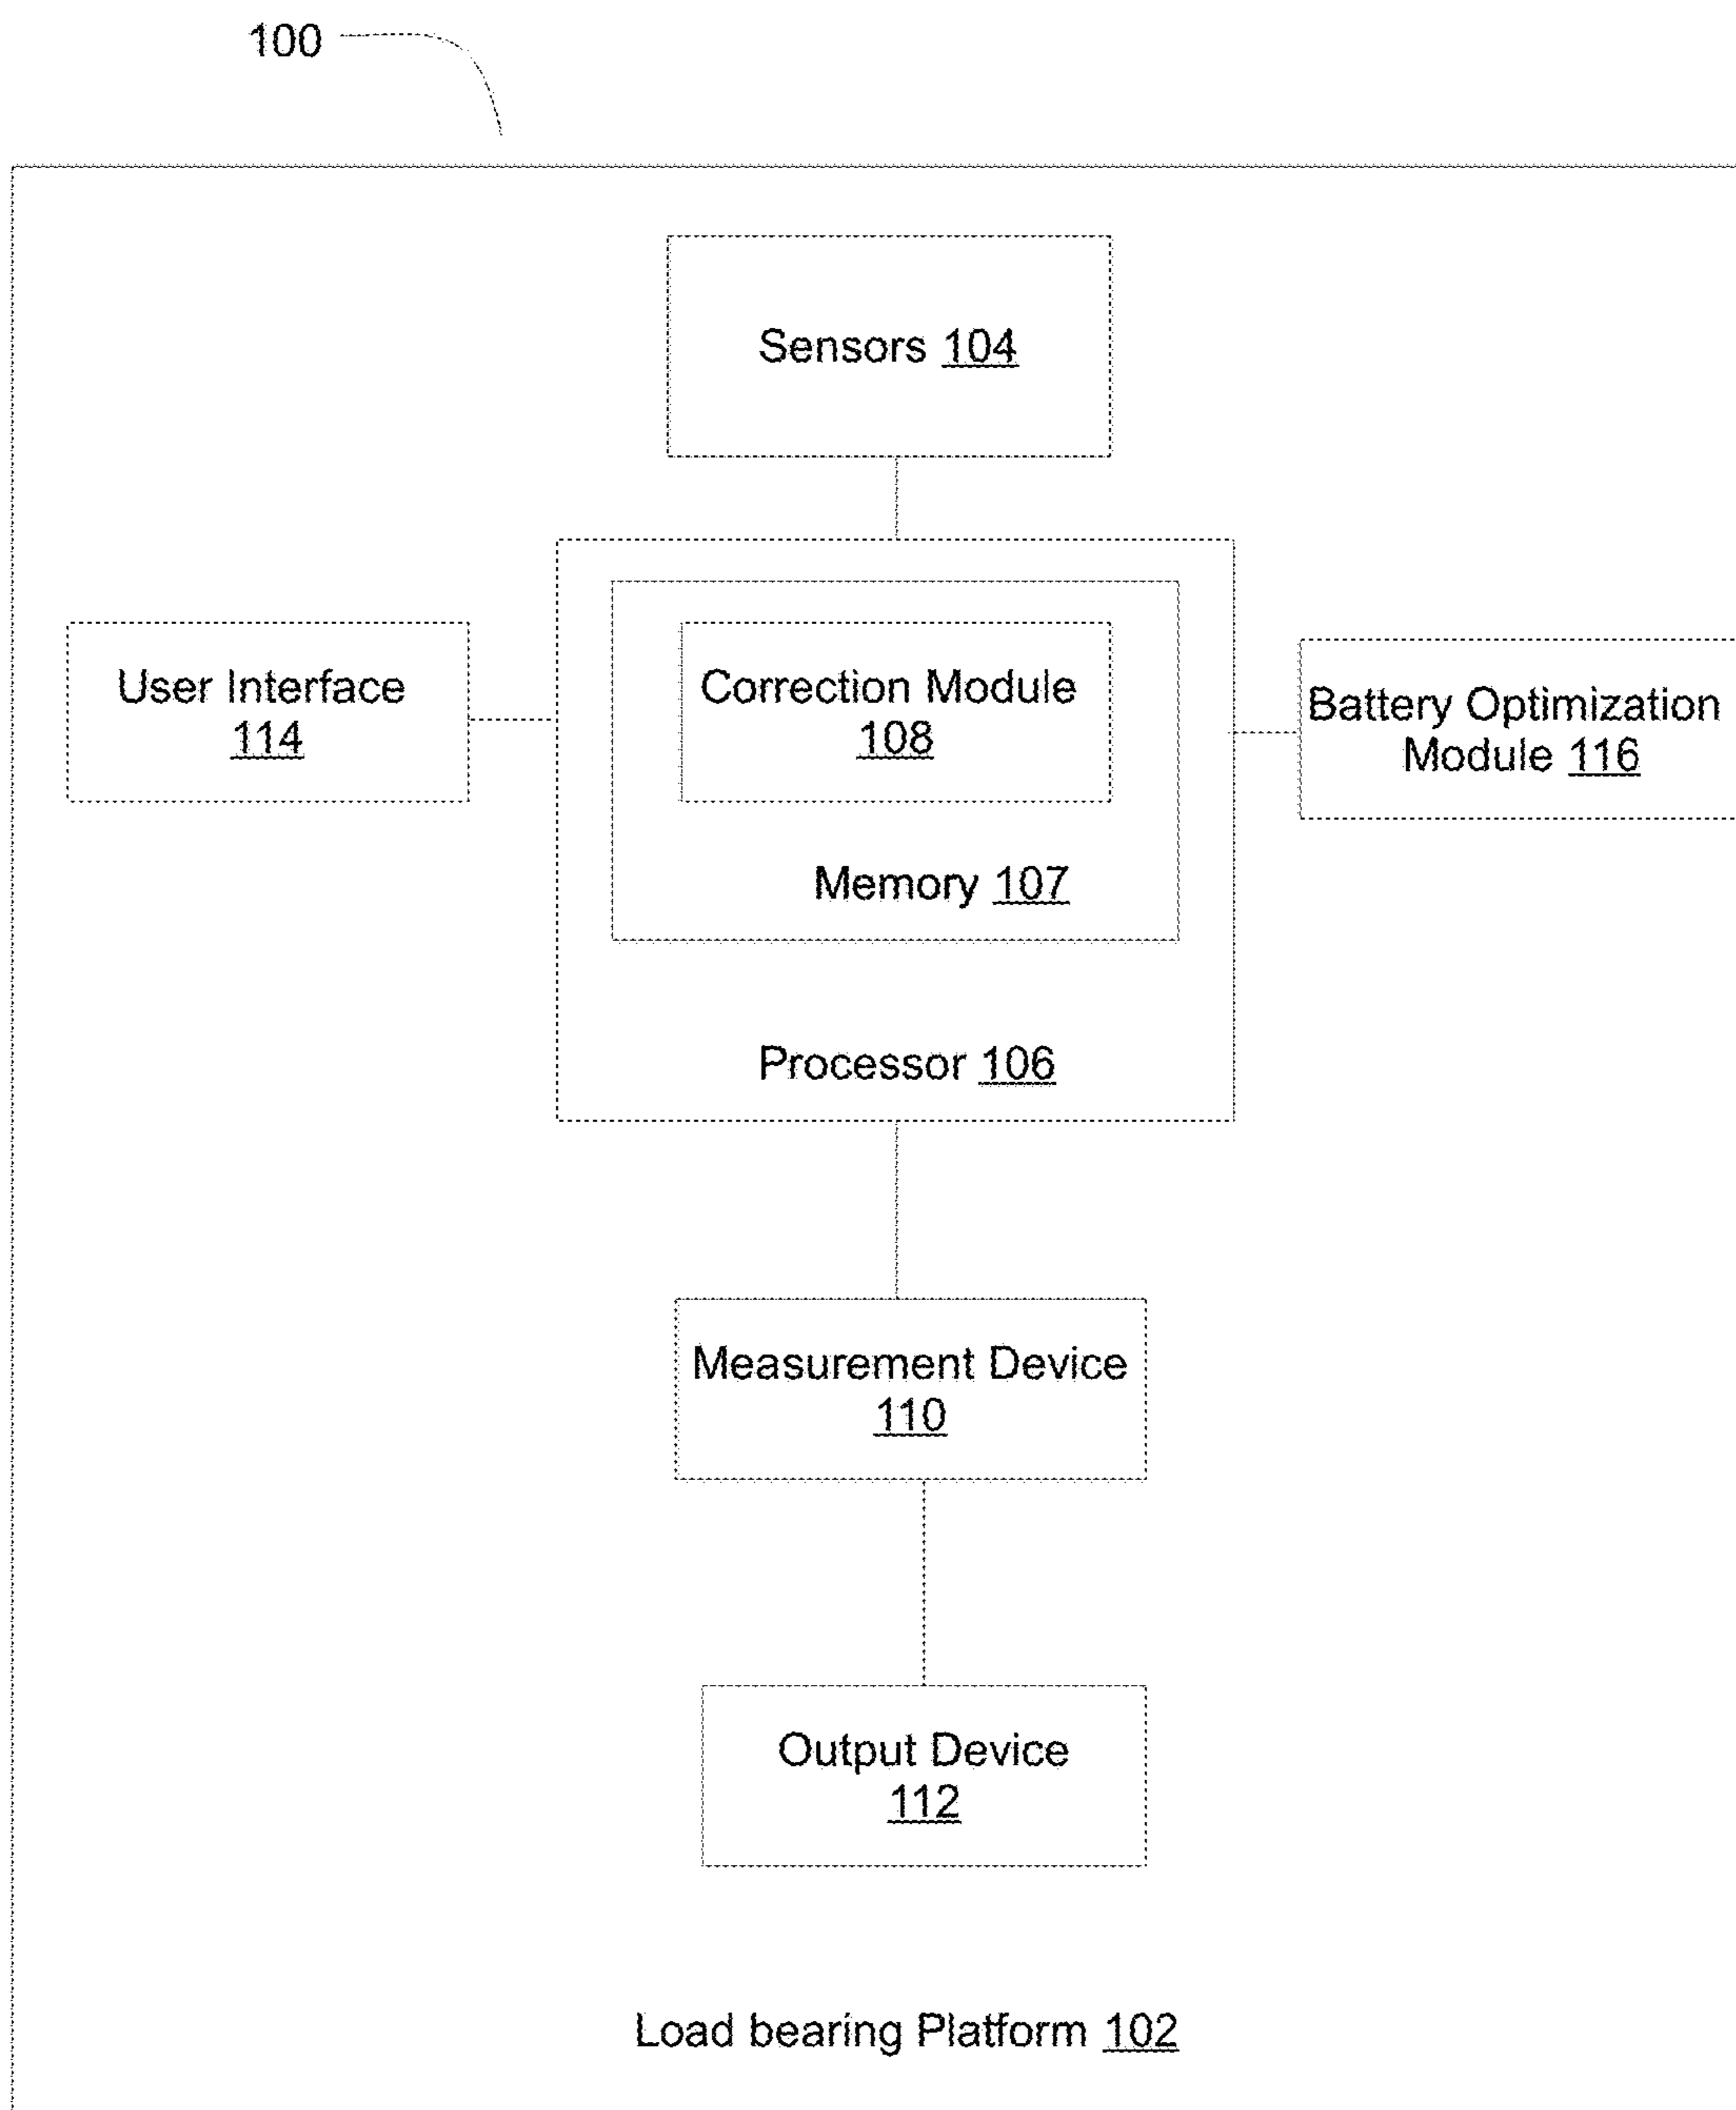 100
Sensors 104
User Interface
114
Correction Module
108
Battery Optimization
Module 116
Memory 107
Processor 106
Measurement Device
110
Output Device
112
Load bearing Platform 102